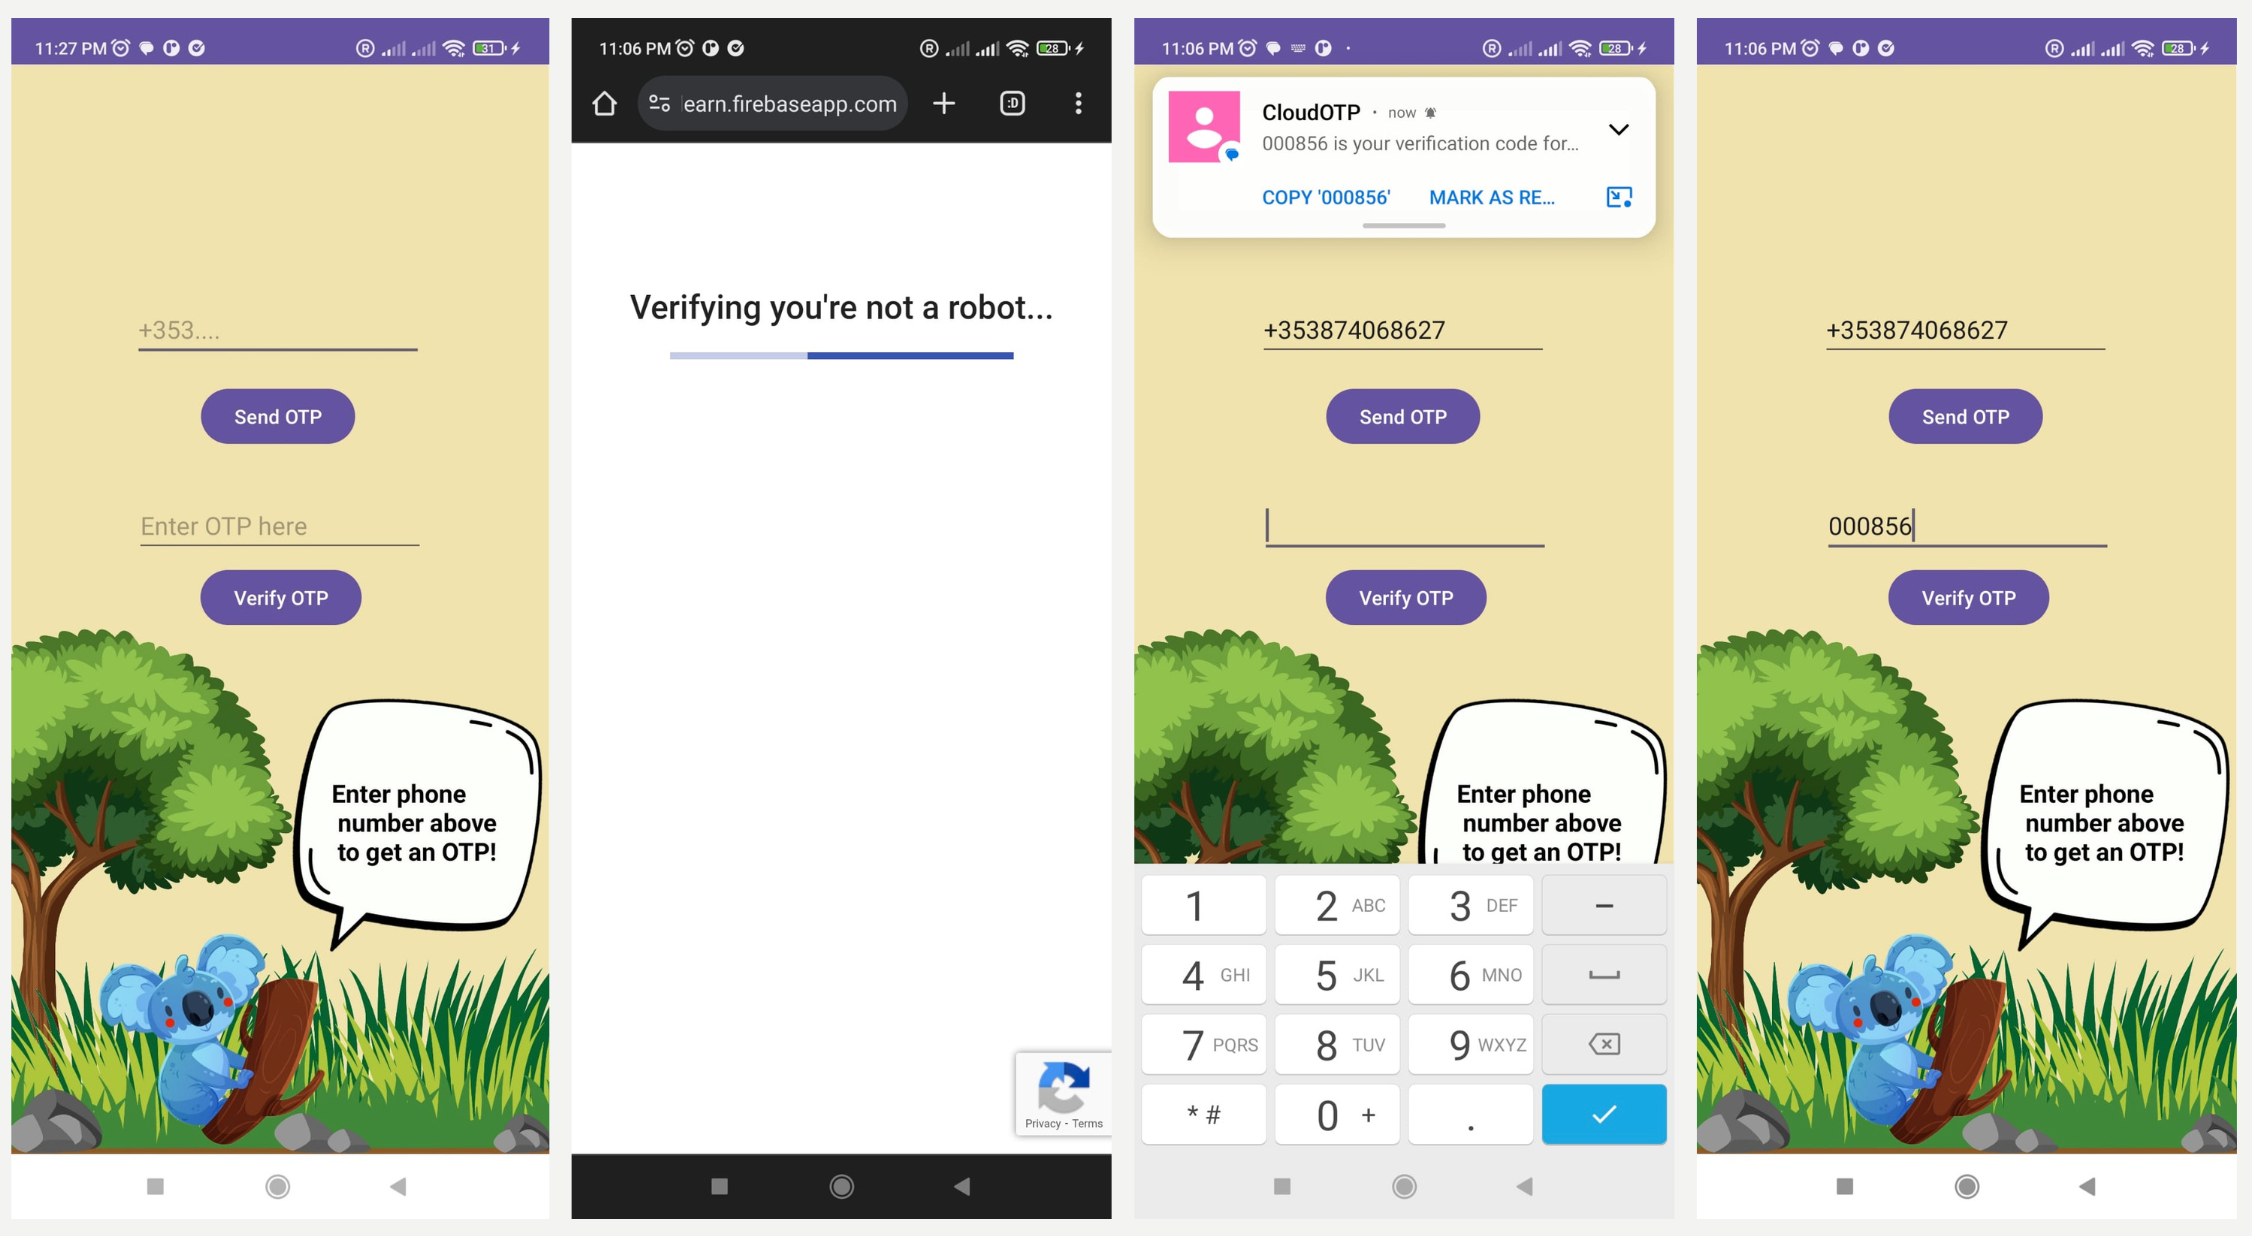 11:27 PM
31
+353....
Send OTP
Enter OTP here
Verify OTP
Enter phone
number above
to get an OTP!
11:06 PM
28
:D
earn.firebaseapp.com
Verifying you're not a robot...
Privacy - Terms
11:06 PM
28
CloudOTP · now
000856 is your verification code for...
COPY '000856' MARK AS RE...
+353874068627
Send OTP
Verify OTP
Enter phone
number above
to get an OTP!
1 2 ABC 3 DEF –
4 GHI 5 JKL 6 MNO
7 PQRS 8 TUV 9 WXYZ
* # 0 + .
11:06 PM
28
+353874068627
Send OTP
000856
Verify OTP
Enter phone
number above
to get an OTP!